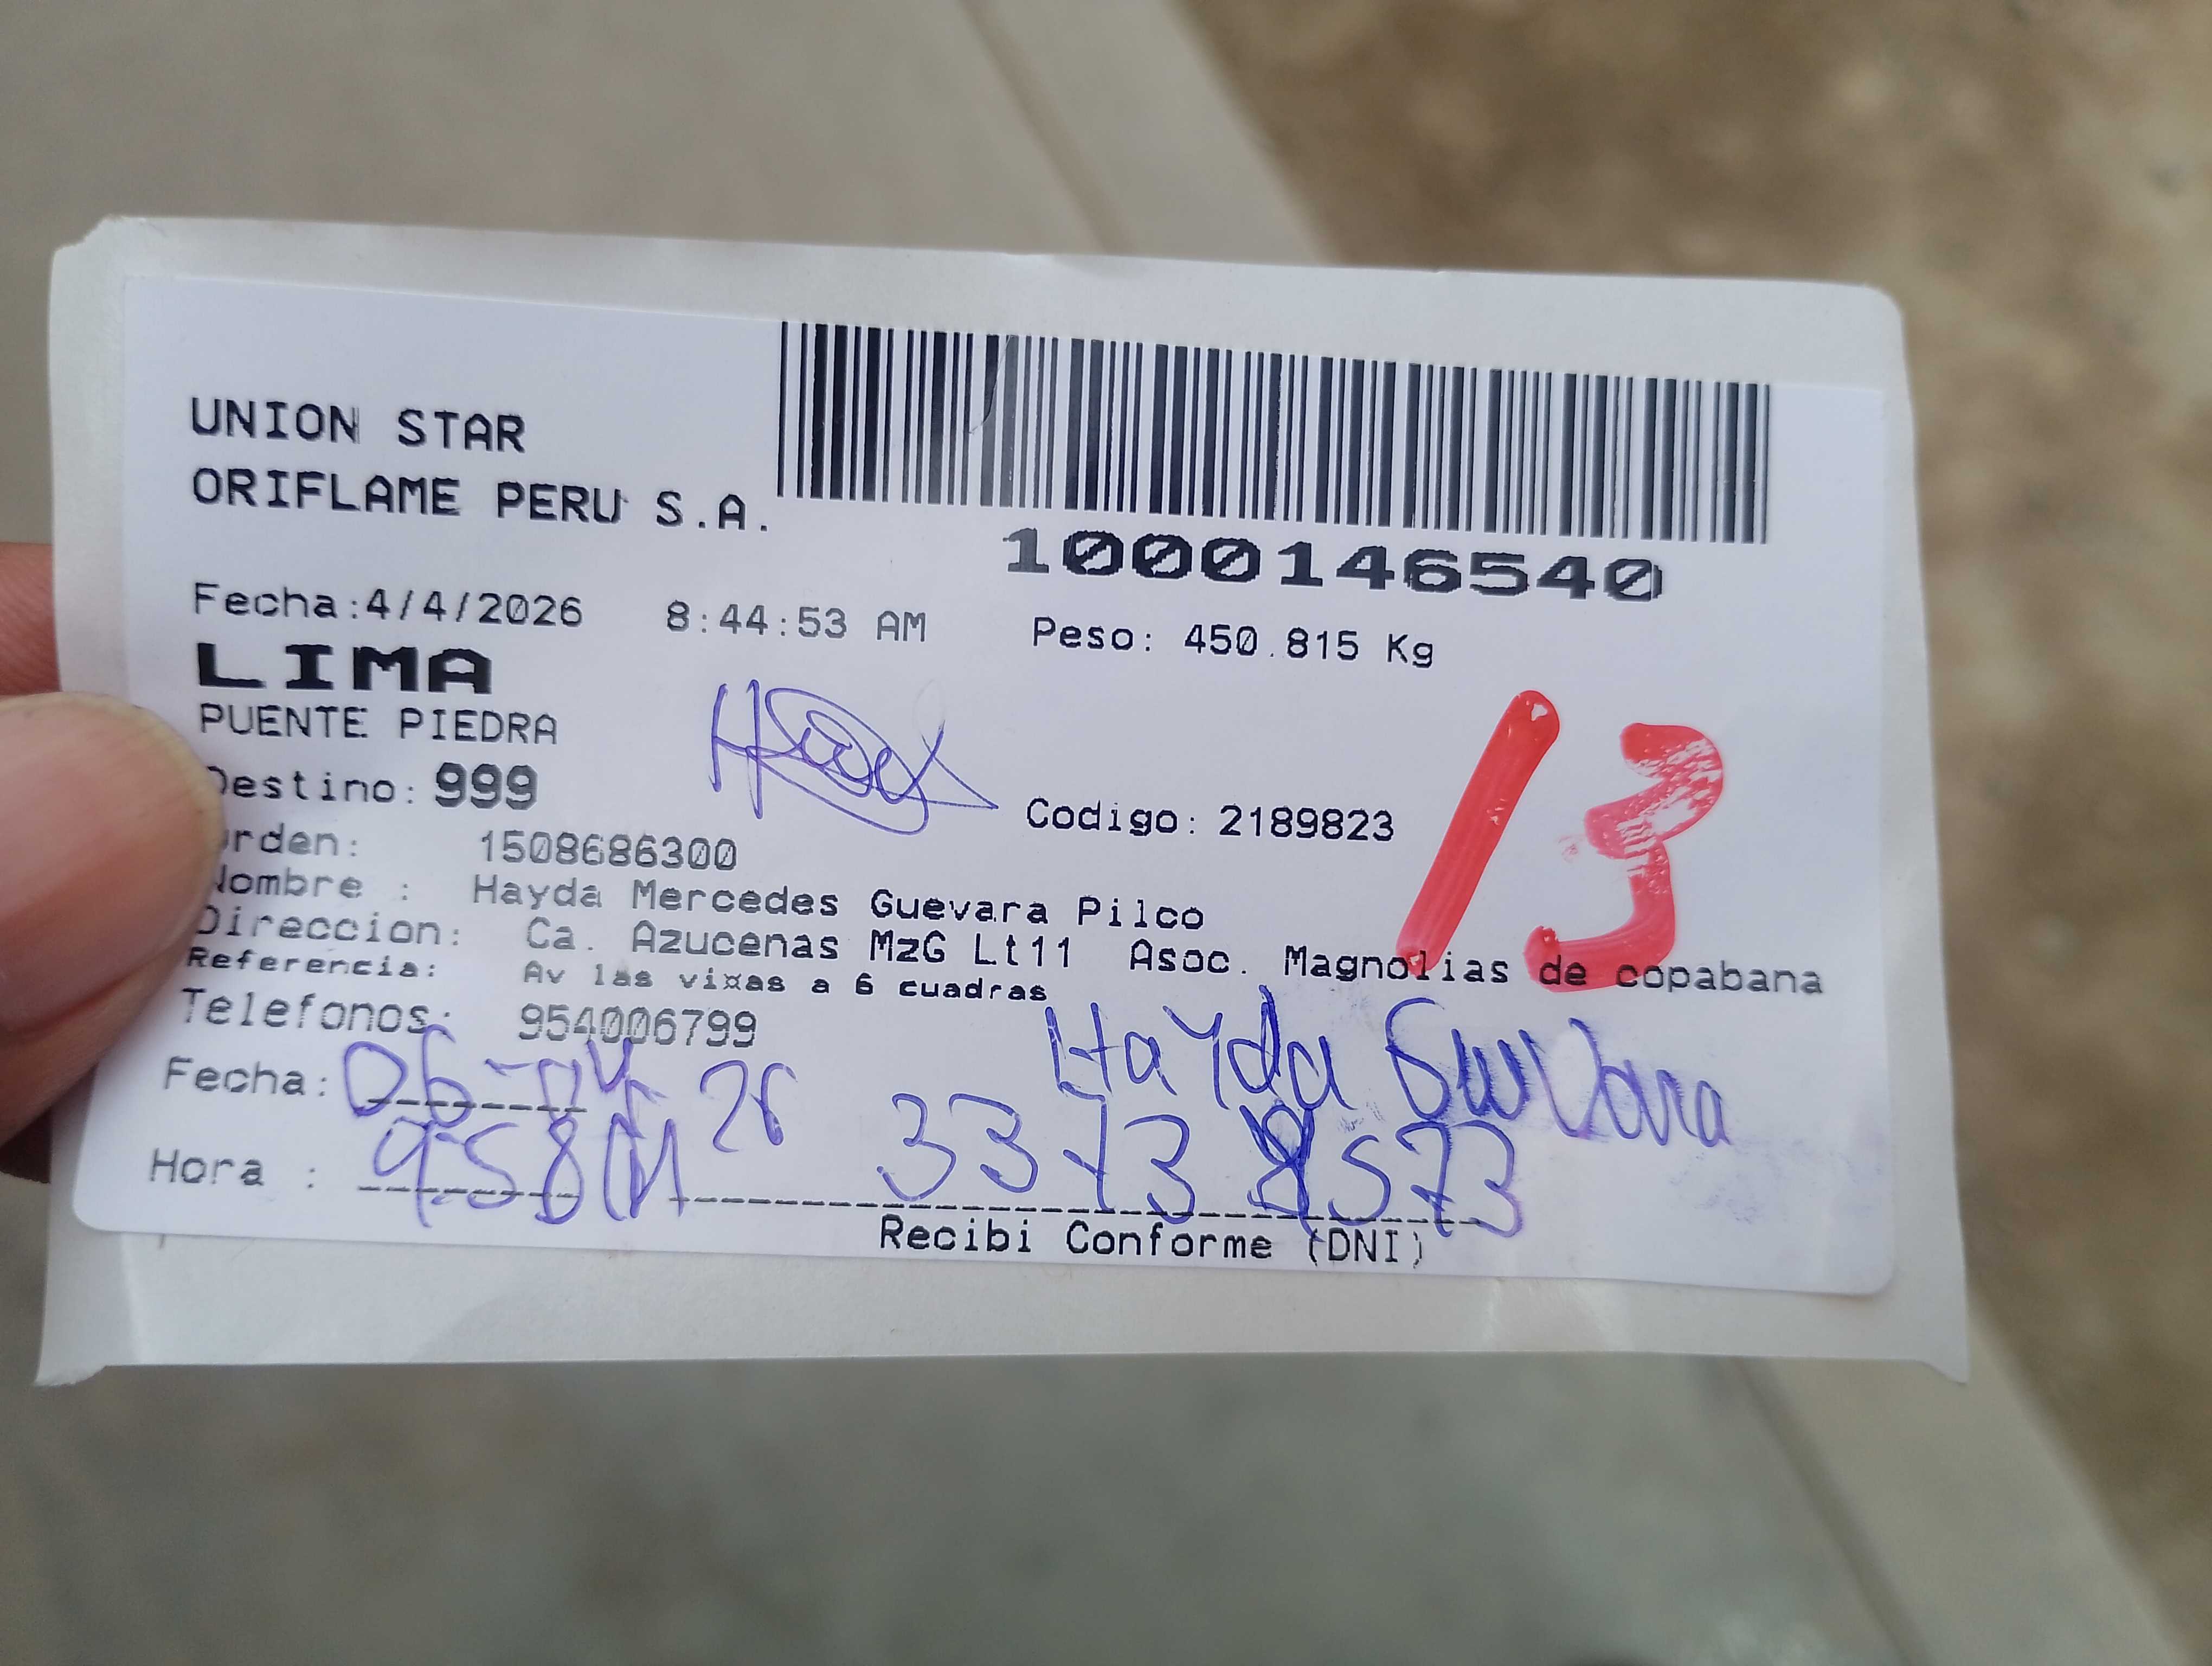 UNION STAR
ORIFLAME PERU S.A.
1000146540
Fecha:4/4/2026 8:44:53 AM
Peso: 450.815 Kg
LIMA
PUENTE PIEDRA
Destino: 999
Codigo: 2189823
13
Orden: 1508686300
Nombre : Hayda Mercedes Guevara Pilco
Direccion: Ca. Azucenas MzG Lt11 Asoc. Magnolias de copabana
Referencia: Av las vixas a 6 cuadras
Telefonos: 954006799
Hayda Guevara
Fecha: 06-04-26
Hora : 9:58
Recibi Conforme (DNI)